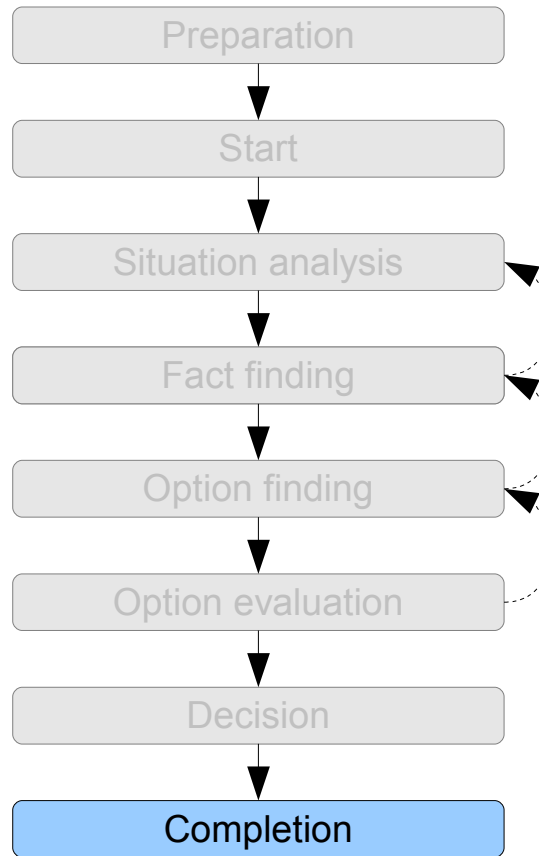 Preparation
Start
Situation analysis
Fact finding
Option finding
Option evaluation
Decision
Completion